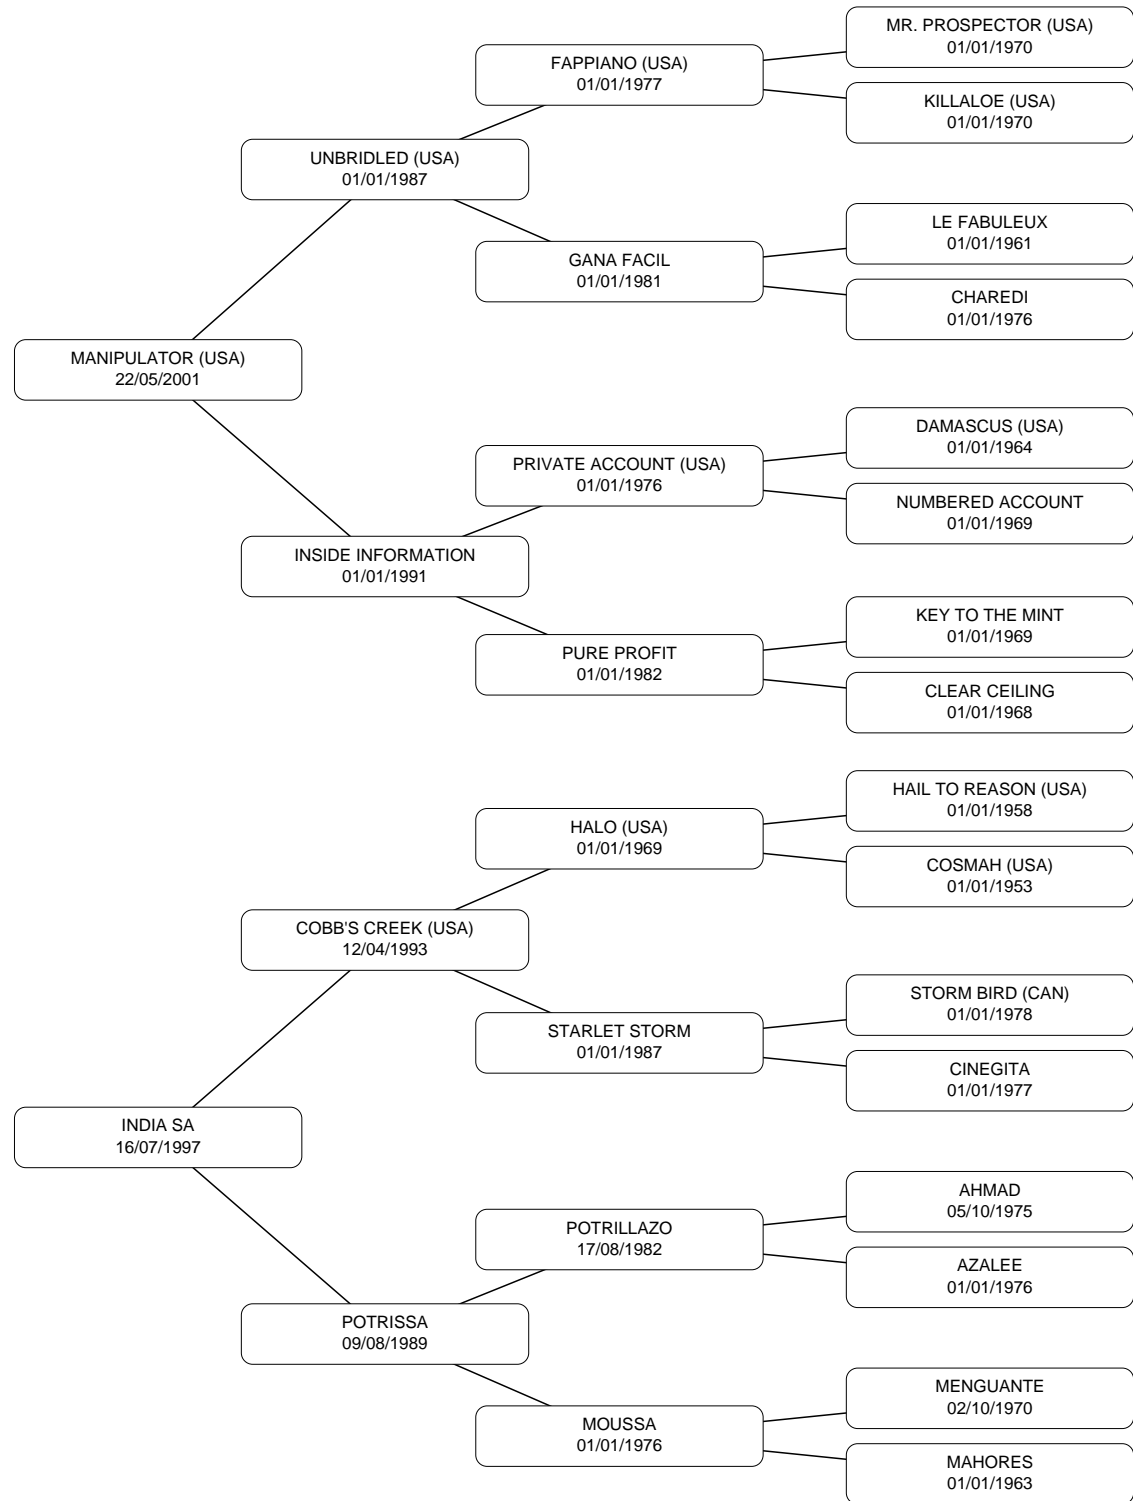 MR. PROSPECTOR (USA)
01/01/1970
FAPPIANO (USA)
01/01/1977
KILLALOE (USA)
01/01/1970
UNBRIDLED (USA)
01/01/1987
LE FABULEUX
01/01/1961
GANA FACIL
01/01/1981
CHAREDI
01/01/1976
MANIPULATOR (USA)
22/05/2001
DAMASCUS (USA)
01/01/1964
PRIVATE ACCOUNT (USA)
01/01/1976
NUMBERED ACCOUNT
01/01/1969
INSIDE INFORMATION
01/01/1991
KEY TO THE MINT
01/01/1969
PURE PROFIT
01/01/1982
CLEAR CEILING
01/01/1968
HAIL TO REASON (USA)
01/01/1958
HALO (USA)
01/01/1969
COSMAH (USA)
01/01/1953
COBB'S CREEK (USA)
12/04/1993
STORM BIRD (CAN)
01/01/1978
STARLET STORM
01/01/1987
CINEGITA
01/01/1977
INDIA SA
16/07/1997
AHMAD
05/10/1975
POTRILLAZO
17/08/1982
AZALEE
01/01/1976
POTRISSA
09/08/1989
MENGUANTE
02/10/1970
MOUSSA
01/01/1976
MAHORES
01/01/1963